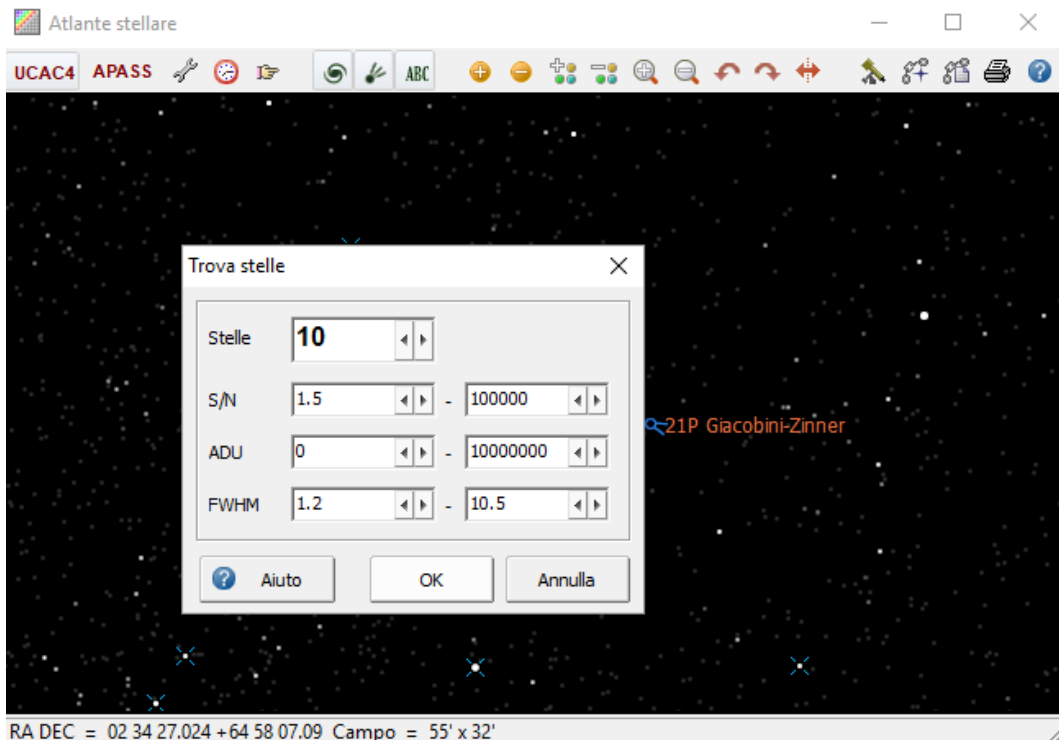 Atlante stellare
UCAC4 APASS ABC
Trova stelle
Stelle 10
S/N 1.5 - 100000
21P Giacobini-Zinner
ADU 0 - 10000000
FWHM 1.2 - 10.5
Aiuto OK Annulla
RA DEC = 02 34 27.024 +64 58 07.09 Campo = 55' x 32'